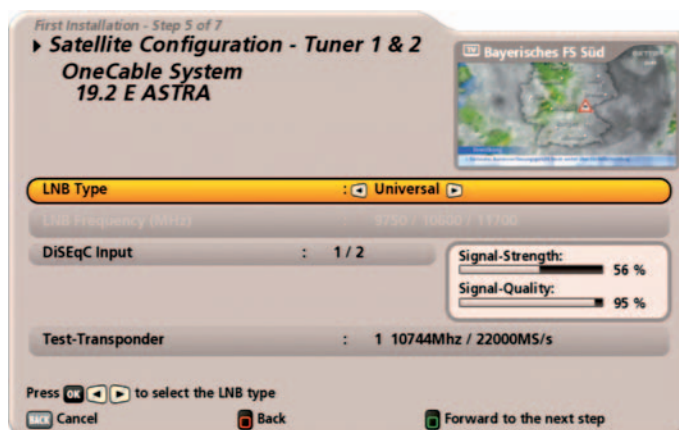 First Installation - Step 5 of 7
Satellite Configuration - Tuner 1 & 2
OneCable System
19.2 E ASTRA
TV Bayerisches FS Süd
LNB Type : Universal
LNB Frequency (MHz) : 9750 / 10600 / 11700
DiSEqC Input : 1 / 2
Signal-Strength:
56 %
Signal-Quality:
95 %
Test-Transponder : 1 10744Mhz / 22000MS/s
Press OK to select the LNB type
BACK Cancel Back Forward to the next step